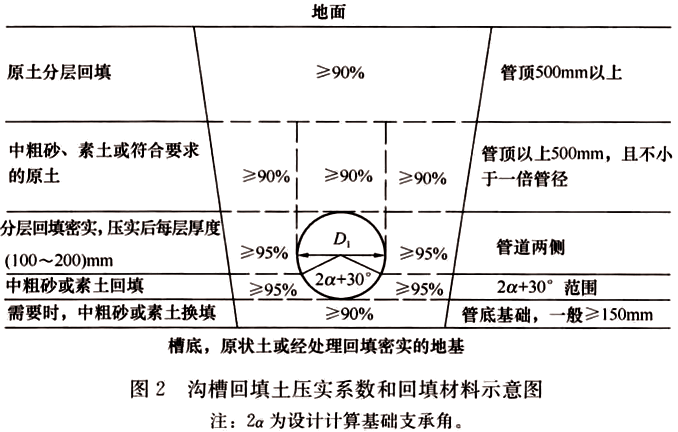 地面
原土分层回填
≥90%
管顶500mm以上
中粗砂、素土或符合要求
的原土
≥90%
≥90%
≥90%
管顶以上500mm，且不小
于一倍管径
分层回填密实，压实后每层厚度
(100～200)mm
≥95%
D₁
≥95%
管道两侧
中粗砂或素土回填
≥95%
2α+30°
≥95%
2α+30° 范围
需要时，中粗砂或素土换填
≥90%
管底基础，一般≥150mm
槽底，原状土或经处理回填密实的地基
图 2 沟槽回填土压实系数和回填材料示意图
注：2α 为设计计算基础支承角。